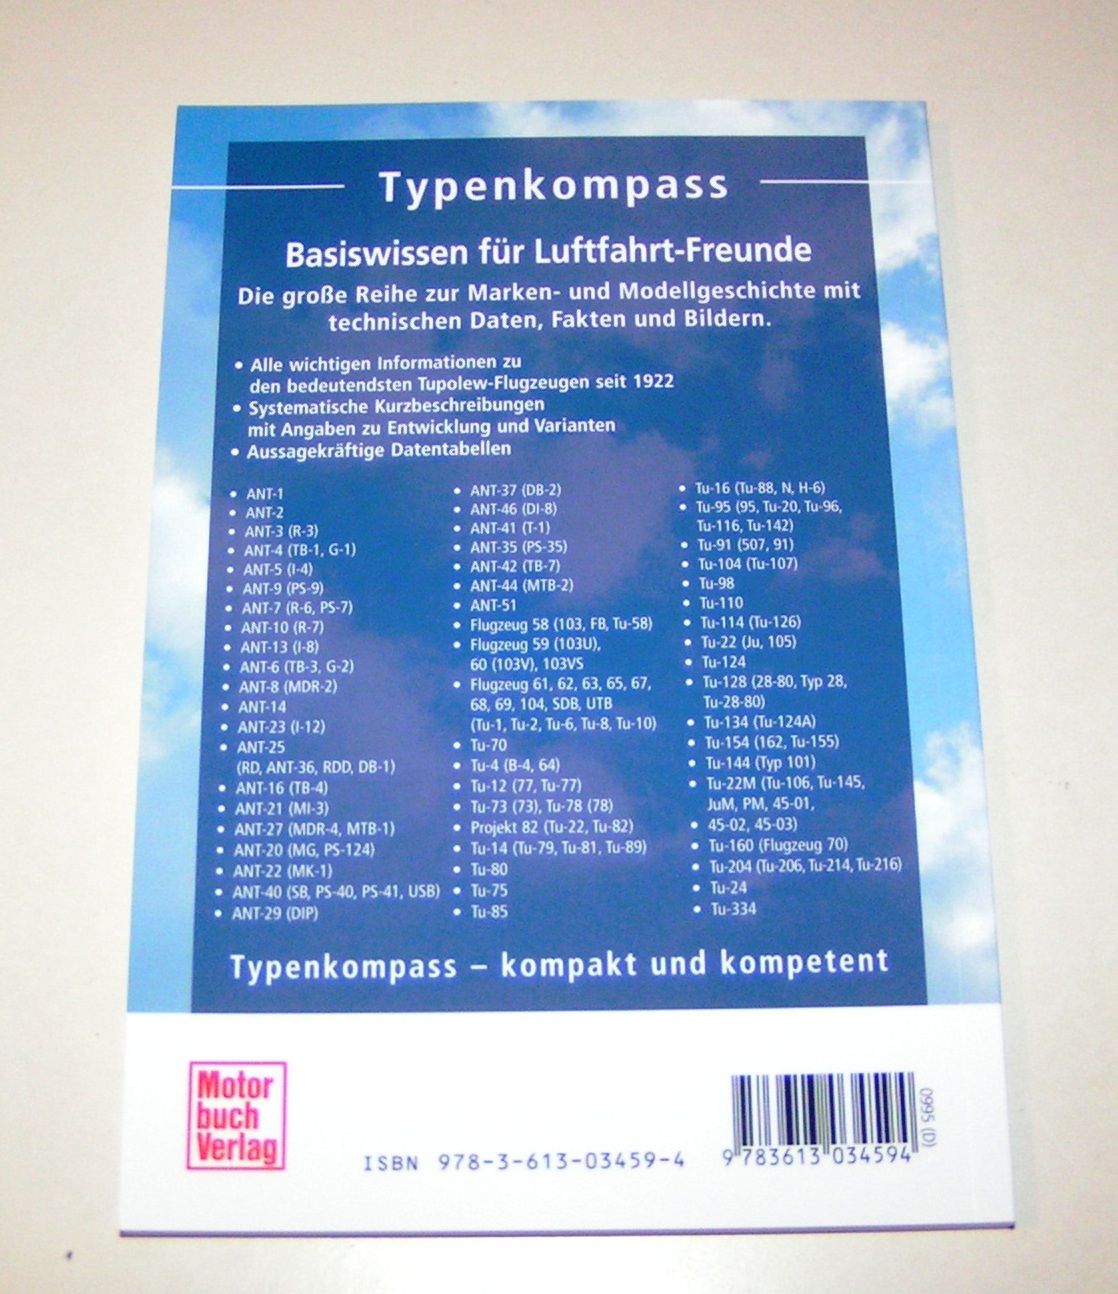 Typenkompass
Basiswissen für Luftfahrt-Freunde
Die große Reihe zur Marken- und Modellgeschichte mit
technischen Daten, Fakten und Bildern.
• Alle wichtigen Informationen zu
den bedeutendsten Tupolew-Flugzeugen seit 1922
• Systematische Kurzbeschreibungen
mit Angaben zu Entwicklung und Varianten
• Aussagekräftige Datentabellen
• ANT-1
• ANT-2
• ANT-3 (R-3)
• ANT-4 (TB-1, G-1)
• ANT-5 (I-4)
• ANT-9 (PS-9)
• ANT-7 (R-6, PS-7)
• ANT-10 (R-7)
• ANT-13 (I-8)
• ANT-6 (TB-3, G-2)
• ANT-8 (MDR-2)
• ANT-14
• ANT-23 (I-12)
• ANT-25
(RD, ANT-36, RDD, DB-1)
• ANT-16 (TB-4)
• ANT-21 (MI-3)
• ANT-27 (MDR-4, MTB-1)
• ANT-20 (MG, PS-124)
• ANT-22 (MK-1)
• ANT-40 (SB, PS-40, PS-41, USB)
• ANT-29 (DIP)
• ANT-37 (DB-2)
• ANT-46 (DI-8)
• ANT-41 (T-1)
• ANT-35 (PS-35)
• ANT-42 (TB-7)
• ANT-44 (MTB-2)
• ANT-51
• Flugzeug 58 (103, FB, Tu-58)
• Flugzeug 59 (103U),
60 (103V), 103VS
• Flugzeug 61, 62, 63, 65, 67,
68, 69, 104, SDB, UTB
(Tu-1, Tu-2, Tu-6, Tu-8, Tu-10)
• Tu-70
• Tu-4 (B-4, 64)
• Tu-12 (77, Tu-77)
• Tu-73 (73), Tu-78 (78)
• Projekt 82 (Tu-22, Tu-82)
• Tu-14 (Tu-79, Tu-81, Tu-89)
• Tu-80
• Tu-75
• Tu-85
• Tu-16 (Tu-88, N, H-6)
• Tu-95 (95, Tu-20, Tu-96,
Tu-116, Tu-142)
• Tu-91 (507, 91)
• Tu-104 (Tu-107)
• Tu-98
• Tu-110
• Tu-114 (Tu-126)
• Tu-22 (Ju, 105)
• Tu-124
• Tu-128 (28-80, Typ 28,
Tu-28-80)
• Tu-134 (Tu-124A)
• Tu-154 (162, Tu-155)
• Tu-144 (Typ 101)
• Tu-22M (Tu-106, Tu-145,
JuM, PM, 45-01,
• 45-02, 45-03)
• Tu-160 (Flugzeug 70)
• Tu-204 (Tu-206, Tu-214, Tu-216)
• Tu-24
• Tu-334
Typenkompass – kompakt und kompetent
Motor
buch
Verlag
ISBN 978-3-613-03459-4
9 783613 034594
0995 (D)